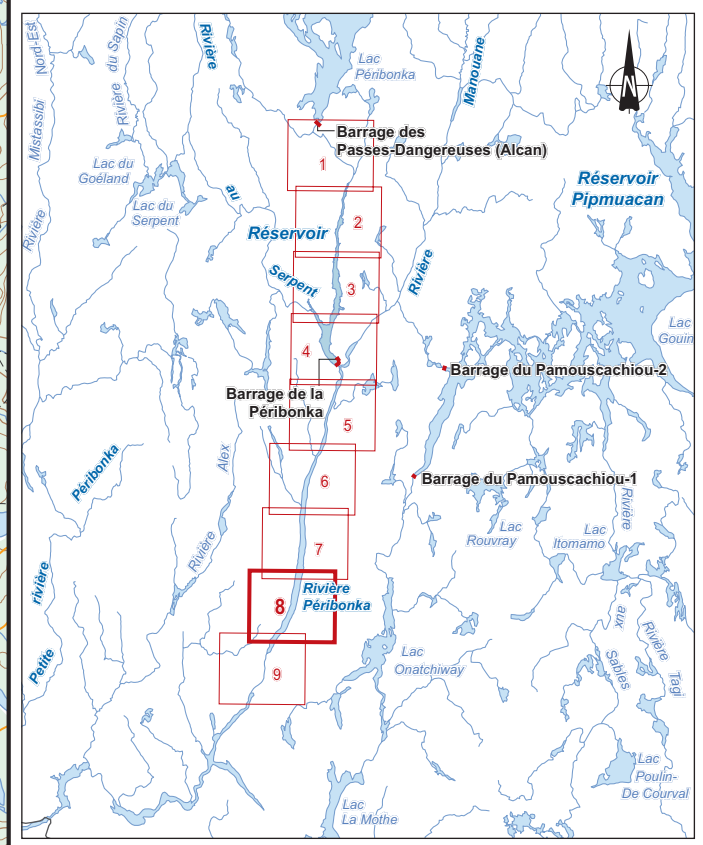 Nord-Est
Mistassibi
Rivière
Rivière du Sapin
Rivière
au
Serpent
Lac
Péribonka
Manouane
Rivière
N
Barrage des
Passes-Dangereuses (Alcan)
1
Lac du
Goéland
Lac du
Serpent
Réservoir
Pipmuacan
2
Réservoir
3
Lac
Gouin
4
Barrage du Pamouscachiou-2
Barrage de la
Péribonka
5
Alex
Rivière
Péribonka
rivière
Petite
6
Barrage du Pamouscachiou-1
Rivière
aux
Sables
Lac
Rouvray
Lac
Itomamo
7
Rivière
Péribonka
8
Rivière
Tagi
Lac
Onatchiway
9
Lac
Poulin-
De Courval
Lac
La Mothe